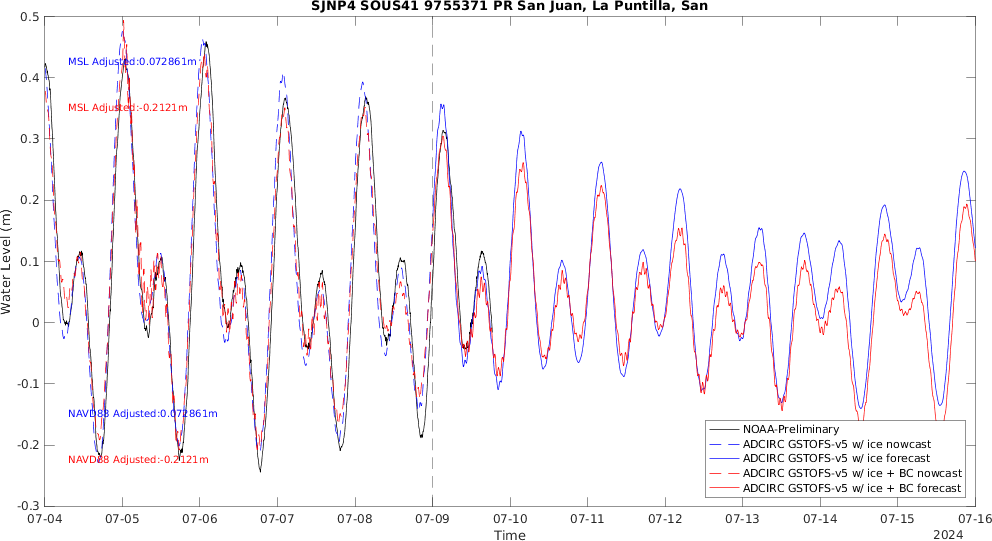 SJNP4 SOUS41 9755371 PR San Juan, La Puntilla, San
Water Level (m)
0.5
0.4
0.3
0.2
0.1
0
-0.1
-0.2
-0.3
MSL Adjusted:0.072861m
MSL Adjusted:-0.2121m
NAVD88 Adjusted:0.072861m
NAVD88 Adjusted:-0.2121m
NOAA-Preliminary
ADCIRC GSTOFS-v5 w/ ice nowcast
ADCIRC GSTOFS-v5 w/ ice forecast
ADCIRC GSTOFS-v5 w/ ice + BC nowcast
ADCIRC GSTOFS-v5 w/ ice + BC forecast
07-04 07-05 07-06 07-07 07-08 07-09 07-10 07-11 07-12 07-13 07-14 07-15 07-16
Time
2024